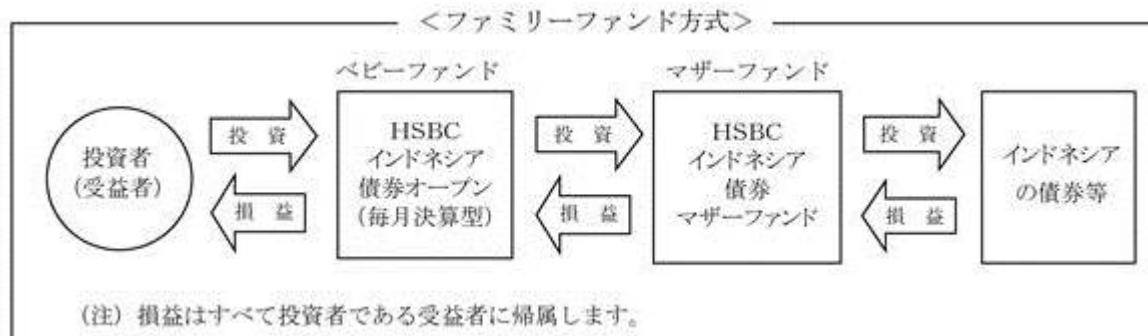 ＜ファミリーファンド方式＞
ベビーファンド
マザーファンド
投資者
(受益者)
投 資
損 益
HSBC
インドネシア
債券オープン
(毎月決算型)
投 資
損 益
HSBC
インドネシア
債券
マザーファンド
投 資
損 益
インドネシア
の債券等
(注) 損益はすべて投資者である受益者に帰属します。